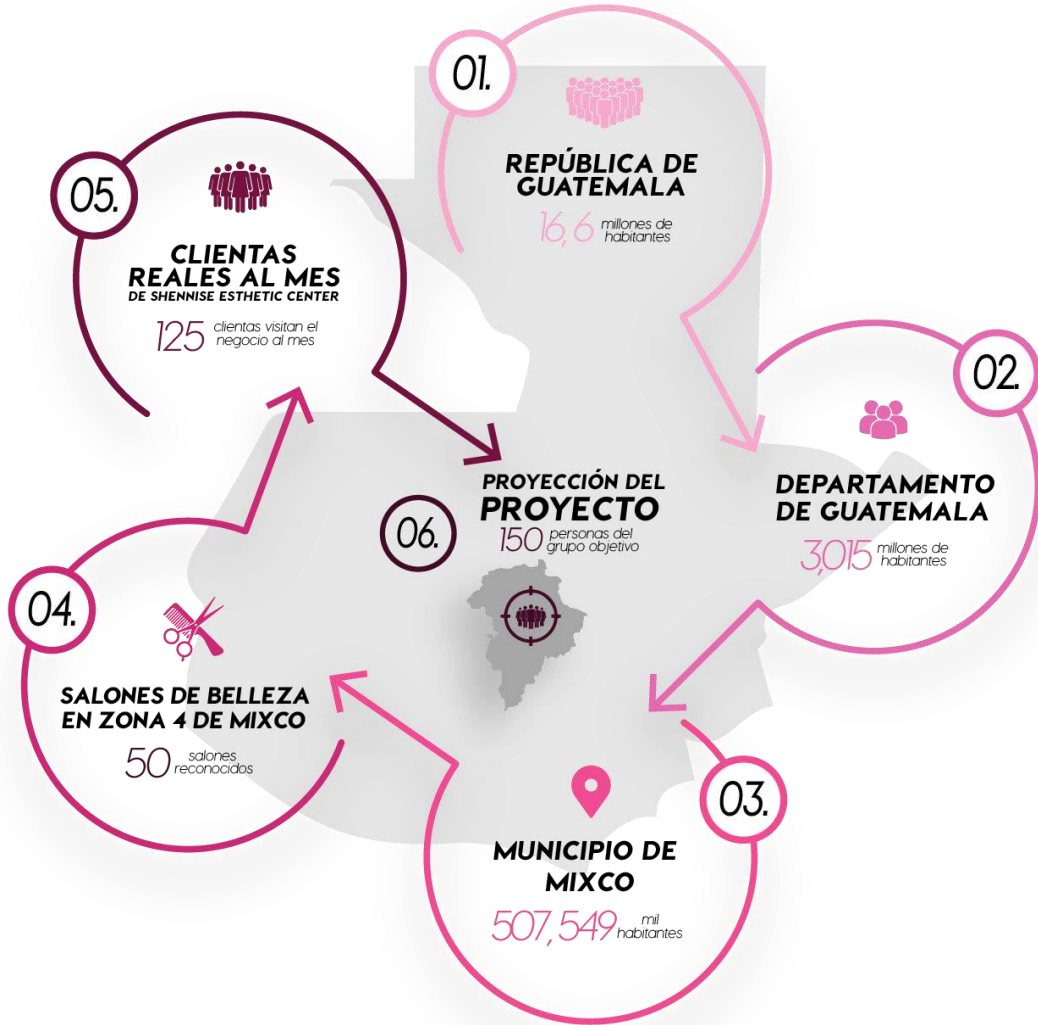 01.
REPÚBLICA DE
GUATEMALA
16,6 millones de
habitantes
02.
DEPARTAMENTO
DE GUATEMALA
3,015 millones de
habitantes
03.
MUNICIPIO DE
MIXCO
507,549 mil
habitantes
04.
SALONES DE BELLEZA
EN ZONA 4 DE MIXCO
50 salones
reconocidos
05.
CLIENTAS
REALES AL MES
DE SHENNISE ESTHETIC CENTER
125 clientas visitan el
negocio al mes
06.
PROYECCIÓN DEL
PROYECTO
150 personas del
grupo objetivo